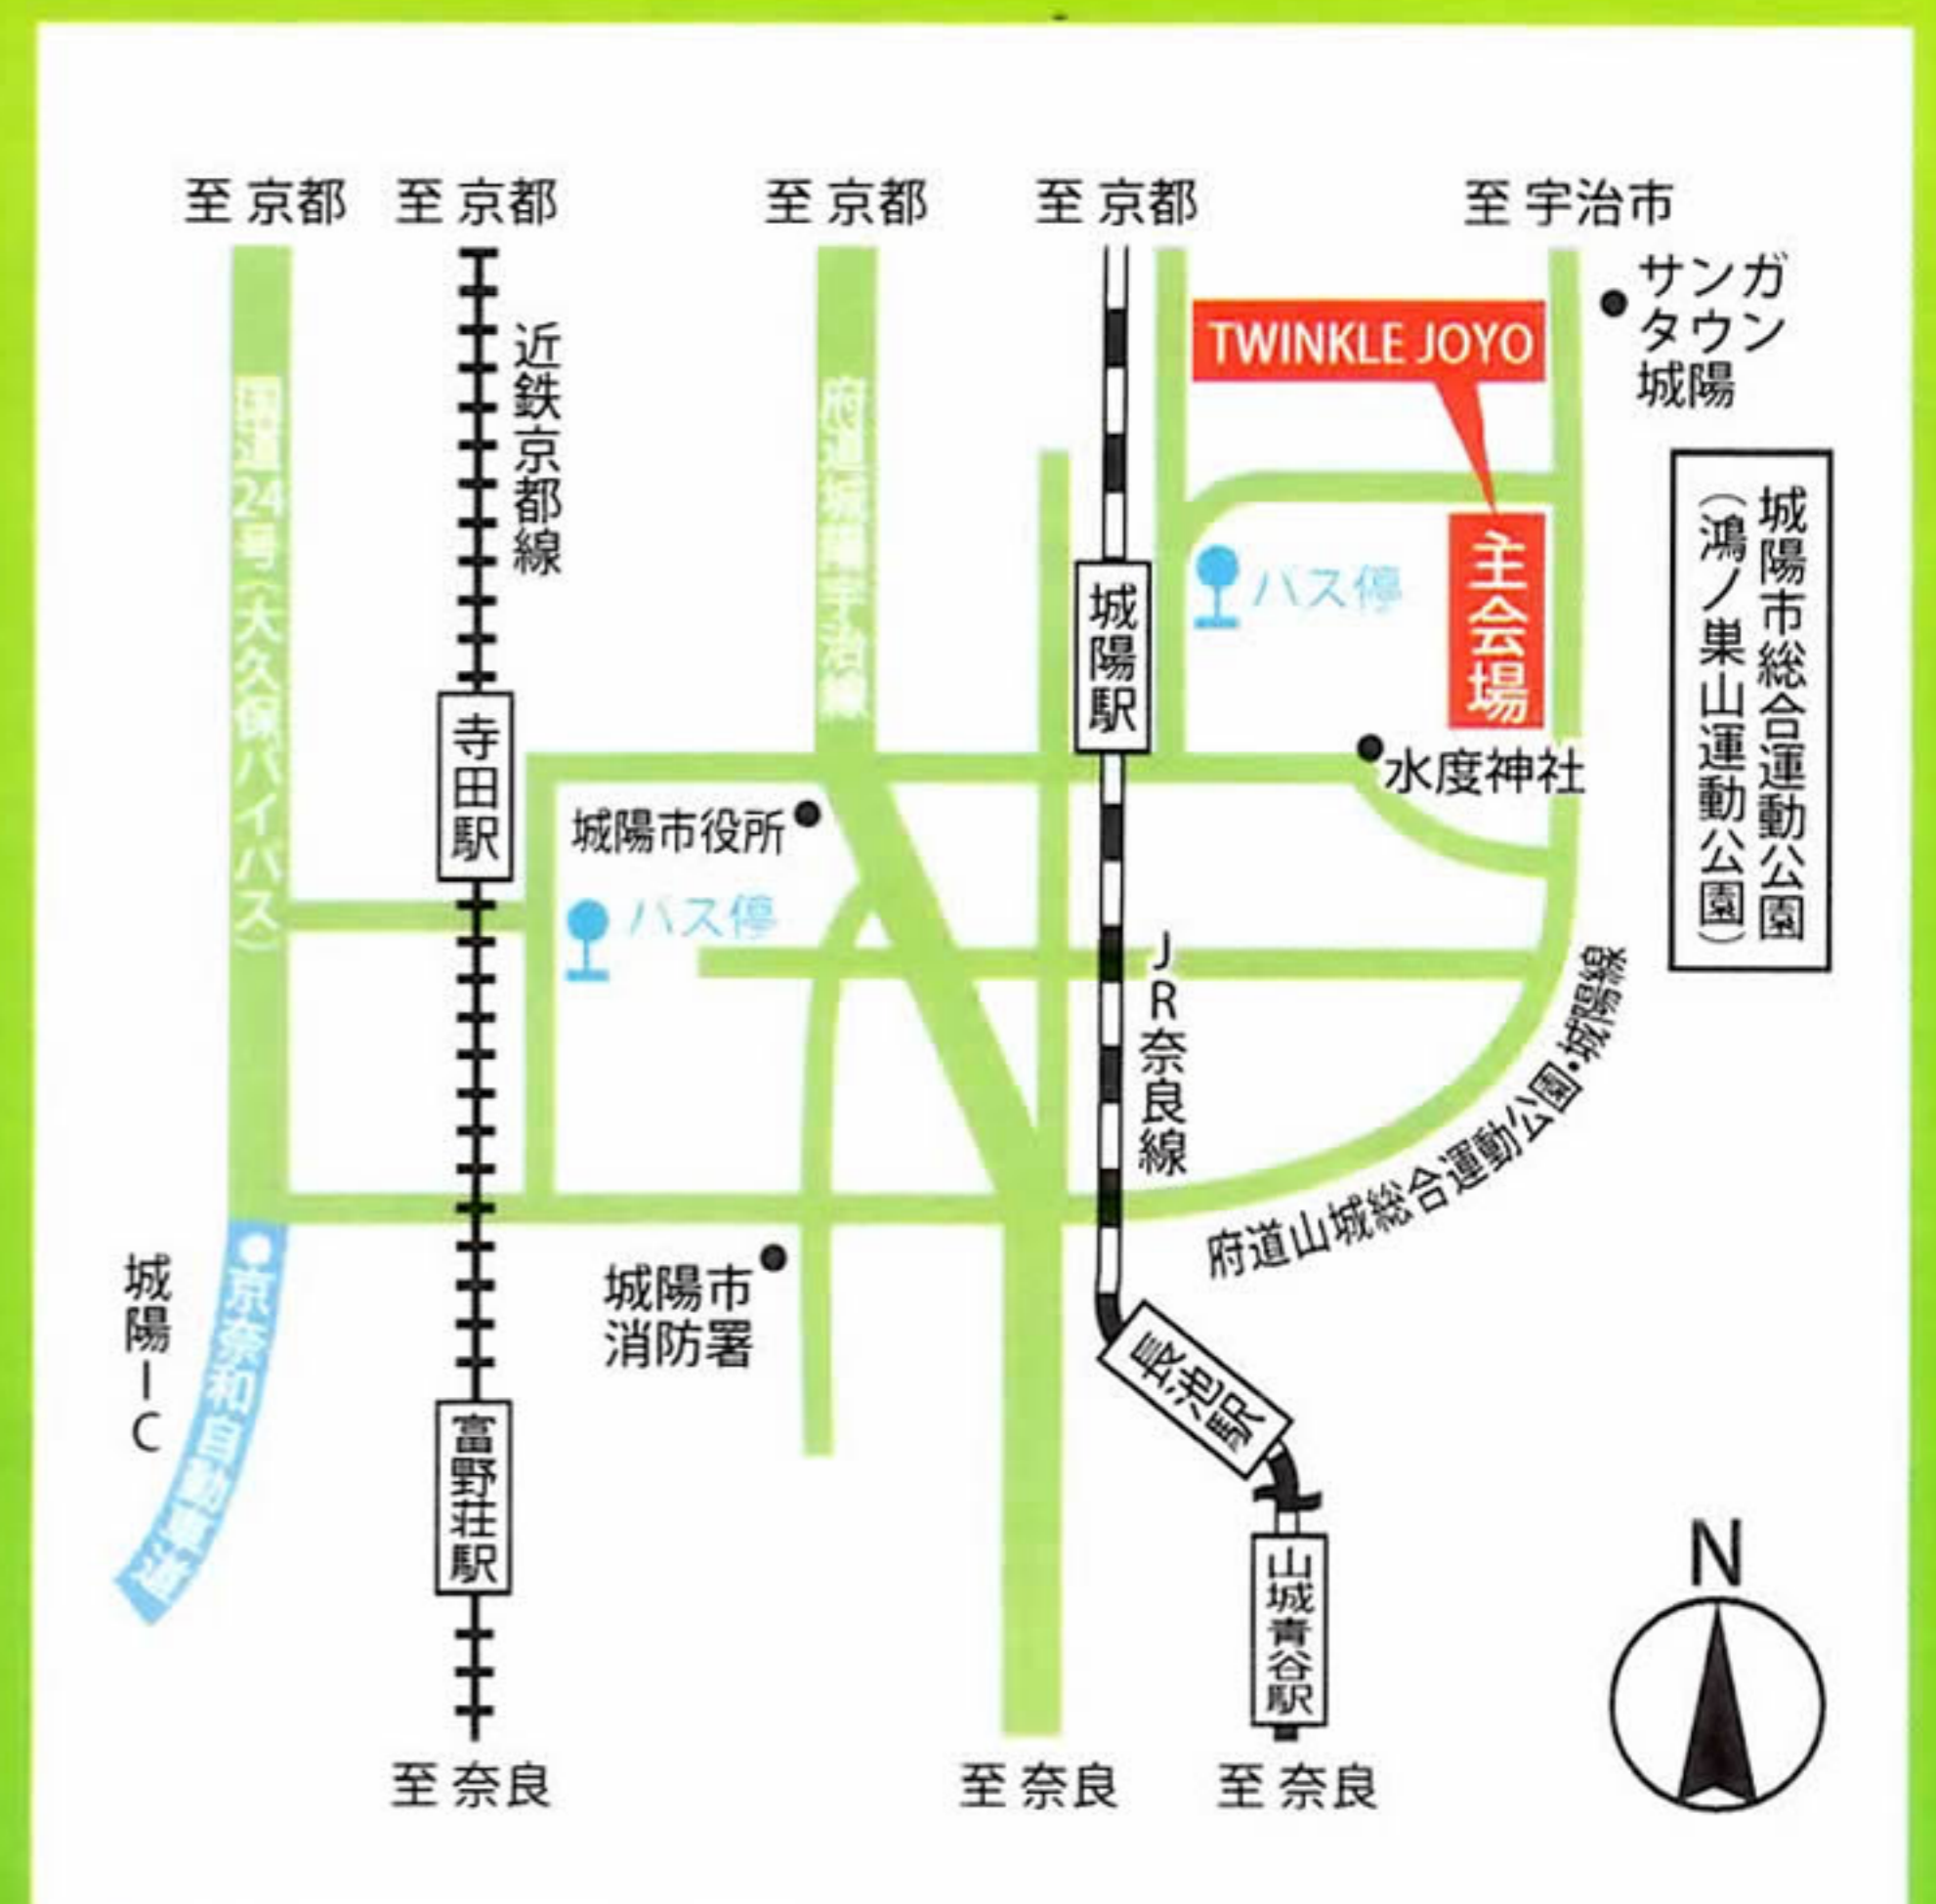 至 京都
至 京都
至 京都
至 京都
至 宇治市
サンガ
タウン
城陽
TWINKLE JOYO
近鉄京都線
国道24号（大久保バイパス）
府道城陽宇治線
城陽市総合運動公園
（鴻ノ巣山運動公園）
主会場
バス停
城陽駅
寺田駅
水度神社
城陽市役所
バス停
JR奈良線
府道山城総合運動公園・城陽線
城陽IC
京奈和自動車道
城陽市
消防署
長池駅
富野荘駅
山城青谷駅
N
至 奈良
至 奈良
至 奈良